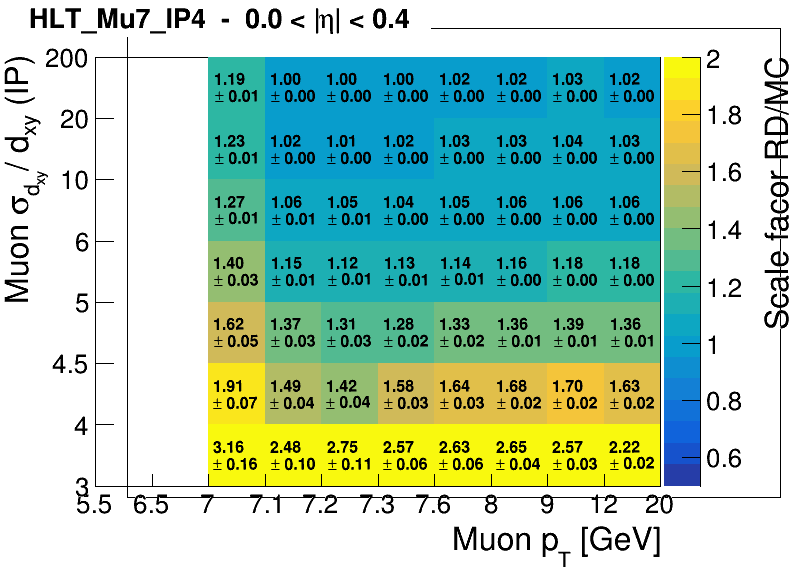 HLT_Mu7_IP4 - 0.0 < |η| < 0.4
Muon σ_dxy / d_xy (IP)
200
1.19 1.00 1.00 1.00 1.02 1.02 1.03 1.02
± 0.01 ± 0.00 ± 0.00 ± 0.00 ± 0.00 ± 0.00 ± 0.00 ± 0.00
20
1.23 1.02 1.01 1.02 1.03 1.03 1.04 1.03
± 0.01 ± 0.00 ± 0.00 ± 0.00 ± 0.00 ± 0.00 ± 0.00 ± 0.00
10
1.27 1.06 1.05 1.04 1.05 1.06 1.06 1.06
± 0.01 ± 0.01 ± 0.01 ± 0.00 ± 0.00 ± 0.00 ± 0.00 ± 0.00
6
1.40 1.15 1.12 1.13 1.14 1.16 1.18 1.18
± 0.03 ± 0.01 ± 0.01 ± 0.01 ± 0.01 ± 0.00 ± 0.00 ± 0.00
5
1.62 1.37 1.31 1.28 1.33 1.36 1.39 1.36
± 0.05 ± 0.03 ± 0.03 ± 0.02 ± 0.02 ± 0.01 ± 0.01 ± 0.01
4.5
1.91 1.49 1.42 1.58 1.64 1.68 1.70 1.63
± 0.07 ± 0.04 ± 0.04 ± 0.03 ± 0.03 ± 0.02 ± 0.02 ± 0.02
4
3.16 2.48 2.75 2.57 2.63 2.65 2.57 2.22
± 0.16 ± 0.10 ± 0.11 ± 0.06 ± 0.06 ± 0.04 ± 0.03 ± 0.02
3
5.5 6.5 7 7.1 7.2 7.3 7.6 8 9 12 20
Muon p_T [GeV]
2
1.8
1.6
1.4
1.2
1
0.8
0.6
Scale facor RD/MC